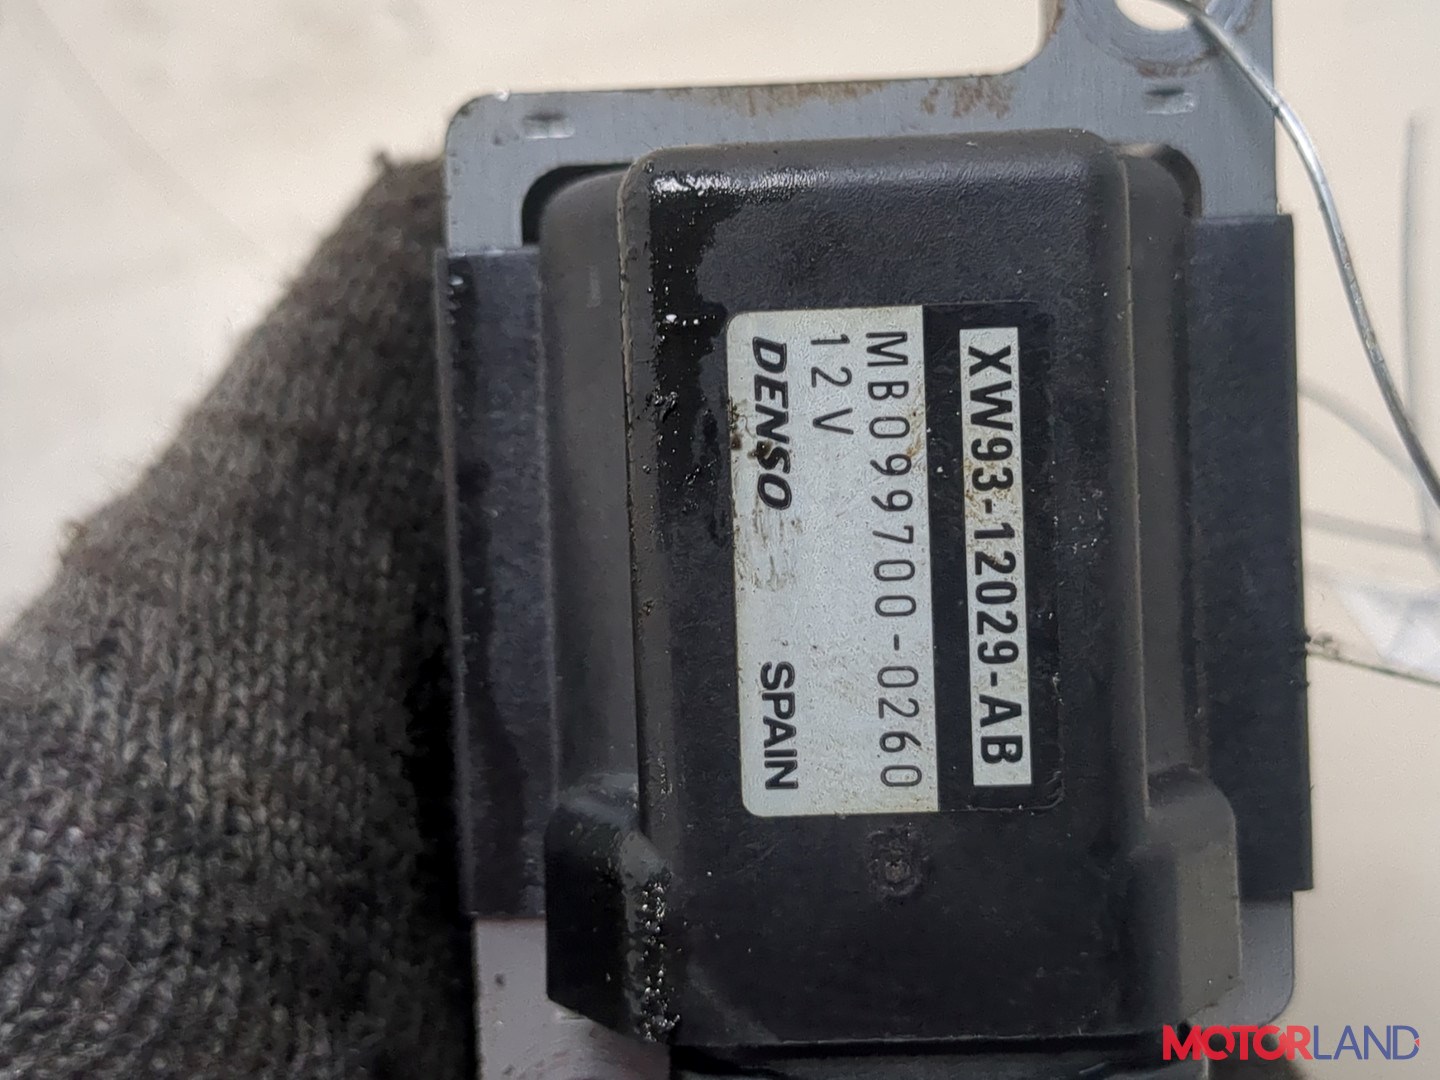 XW93-12029-AB
MB099700-0260
12V
DENSO SPAIN
MOTORLAND